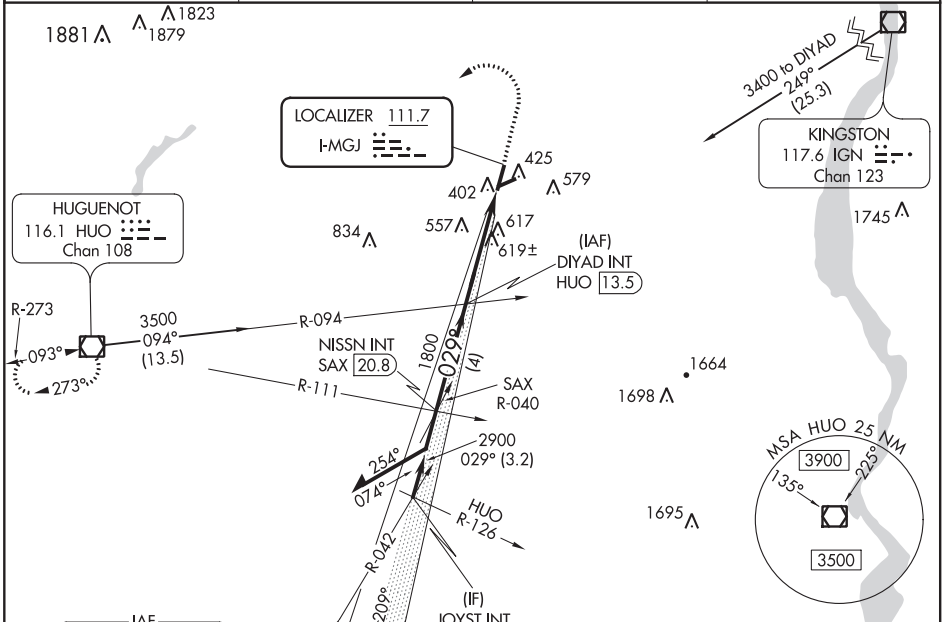 1881
1823
1879
3400 to DIYAD
249°
(25.3)
LOCALIZER 111.7
I-MGJ
KINGSTON
117.6 IGN
Chan 123
425
402
579
HUGUENOT
116.1 HUO
Chan 108
834
557
617
619±
1745
(IAF)
DIYAD INT
HUO 13.5
R-273
3500
094°
(13.5)
R-094
093°
273°
NISSN INT
SAX 20.8
1800
029°
(4)
R-111
SAX
R-040
1664
1698
MSA HUO 25 NM
3900
135°
225°
3500
254°
074°
2900
029° (3.2)
HUO
R-126
1695
R-042
209°
(IF)
JOYST INT
IAF